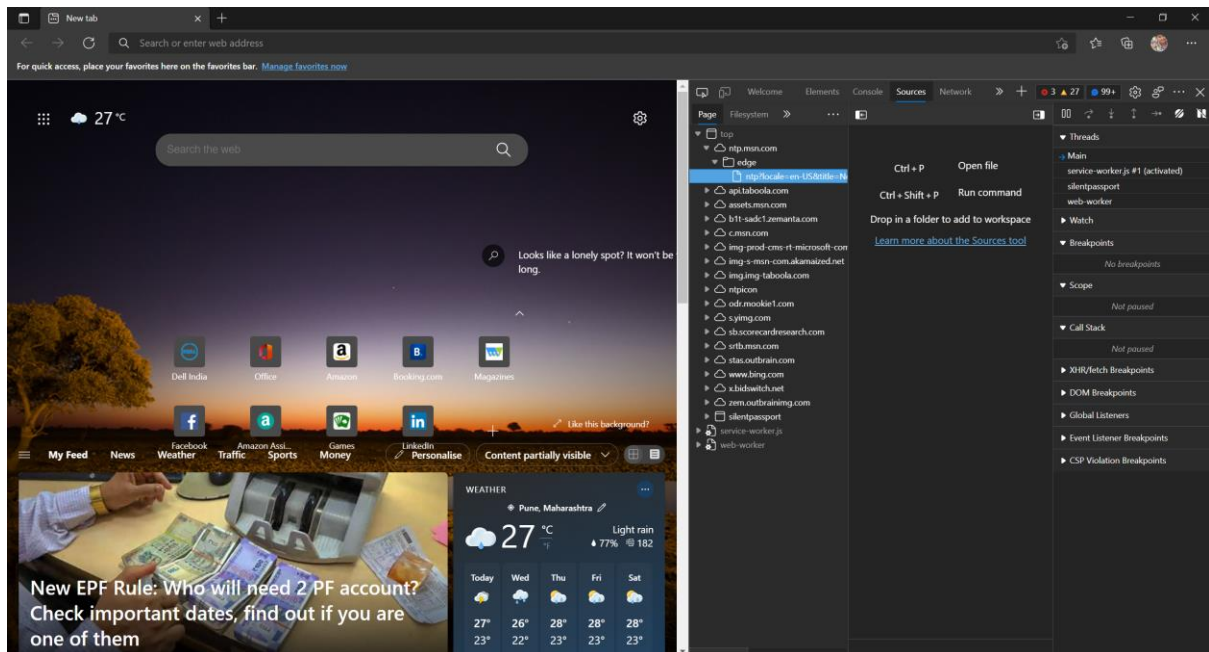 New tab
Search or enter web address
For quick access, place your favorites here on the favorites bar. Manage favorites now
27 °C
Search the web
Looks like a lonely spot? It won't be
long.
Dell India
Office
Amazon
Booking.com
Magazines
Facebook
Amazon Assi...
Games
LinkedIn
Like this background?
My Feed
News
Weather
Traffic
Sports
Money
Personalise
Content partially visible
New EPF Rule: Who will need 2 PF account?
Check important dates, find out if you are
one of them
WEATHER
Pune, Maharashtra
27 °C
°F
Light rain
77% 182
Today Wed Thu Fri Sat
27° 26° 28° 28° 28°
23° 22° 23° 23° 23°
Welcome Elements Console Sources Network
3 27 99+
Page Filesystem
top
ntp.msn.com
edge
ntp?locale=en-US&title=Ne
api.taboola.com
assets.msn.com
b1t-sadc1.zemanta.com
c.msn.com
img-prod-cms-rt-microsoft-com
img-s-msn-com.akamaized.net
img.img-taboola.com
ntpicon
odr.mookie1.com
s.yimg.com
sb.scorecardresearch.com
srtb.msn.com
stas.outbrain.com
www.bing.com
x.bidswitch.net
zem.outbrainimg.com
silentpassport
service-worker.js
web-worker
Ctrl + P Open file
Ctrl + Shift + P Run command
Drop in a folder to add to workspace
Learn more about the Sources tool
Threads
Main
service-worker.js #1 (activated)
silentpassport
web-worker
Watch
Breakpoints
No breakpoints
Scope
Not paused
Call Stack
Not paused
XHR/fetch Breakpoints
DOM Breakpoints
Global Listeners
Event Listener Breakpoints
CSP Violation Breakpoints